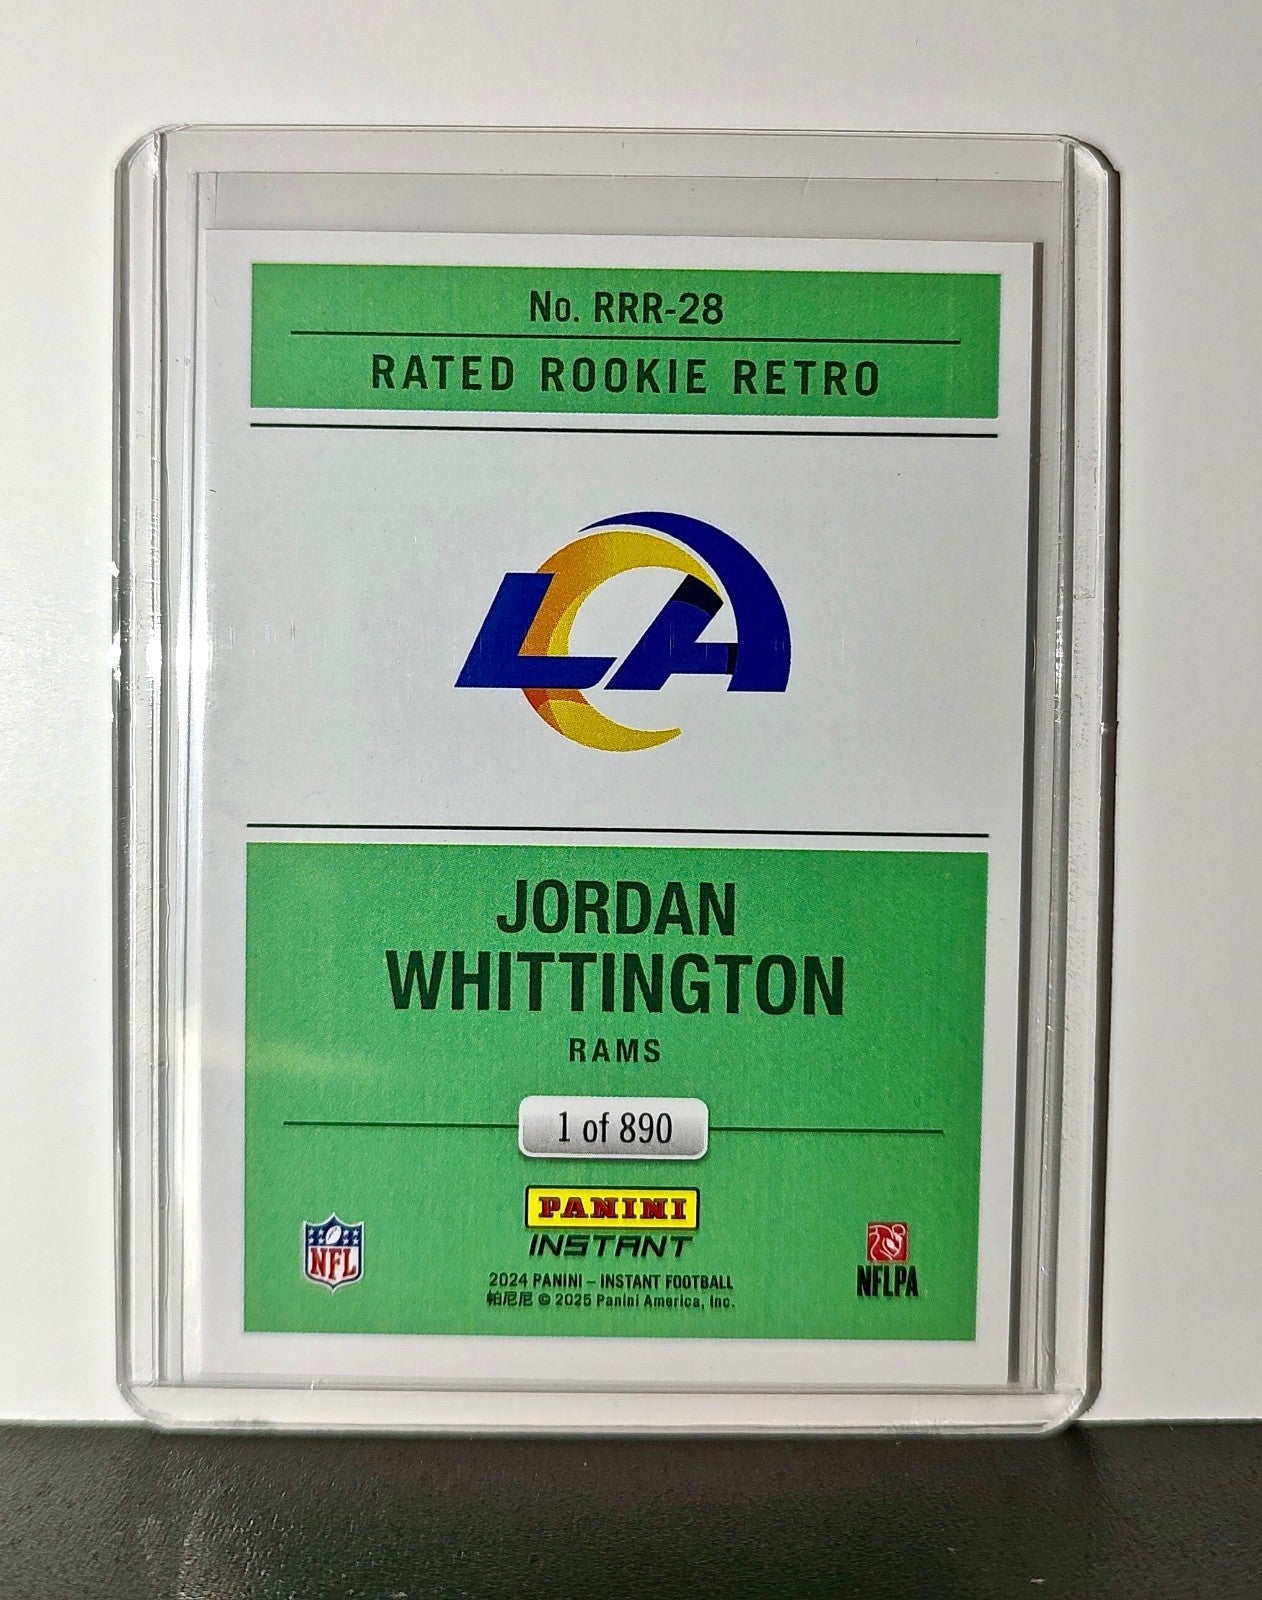 No. RRR-28
RATED ROOKIE RETRO
LA
JORDAN
WHITTINGTON
RAMS
1 of 890
PANINI
INSTANT
NFL
NFLPA
2024 PANINI – INSTANT FOOTBALL
帕尼尼 © 2025 Panini America, Inc.